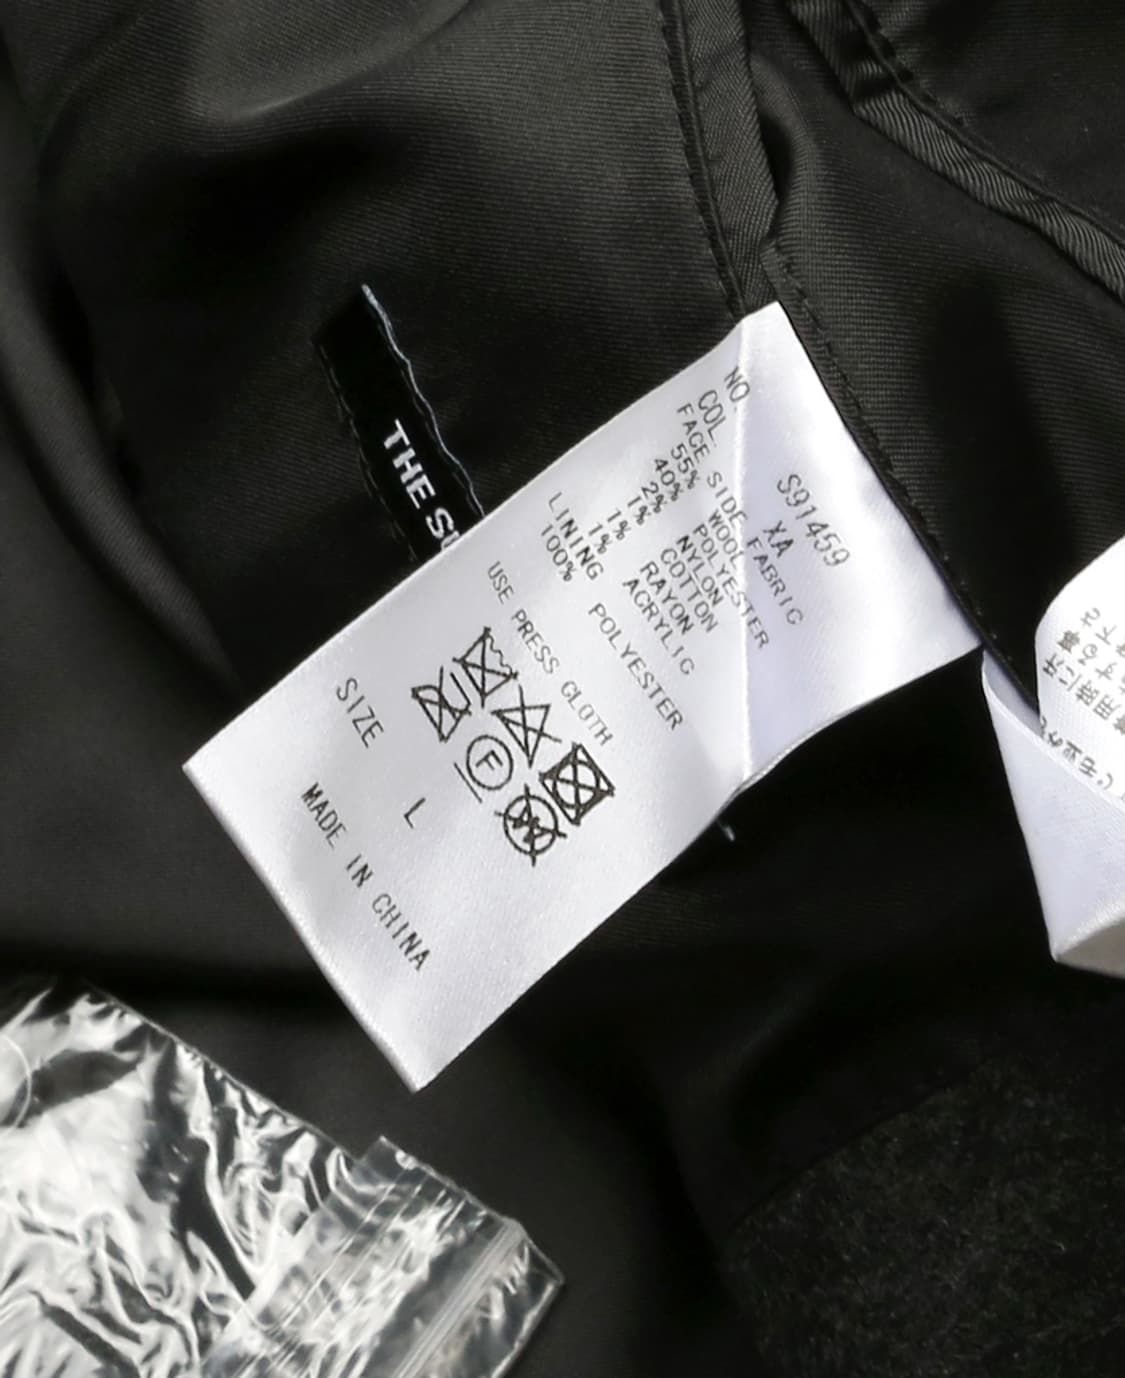 THE S
NO. S91459
COL. XA
FACE SIDE FABRIC
55% WOOL
40% POLYESTER
2% NYLON
1% COTTON
1% RAYON
1% ACRYLIC
LINING
100% POLYESTER
USE PRESS CLOTH
F
W
SIZE L
MADE IN CHINA